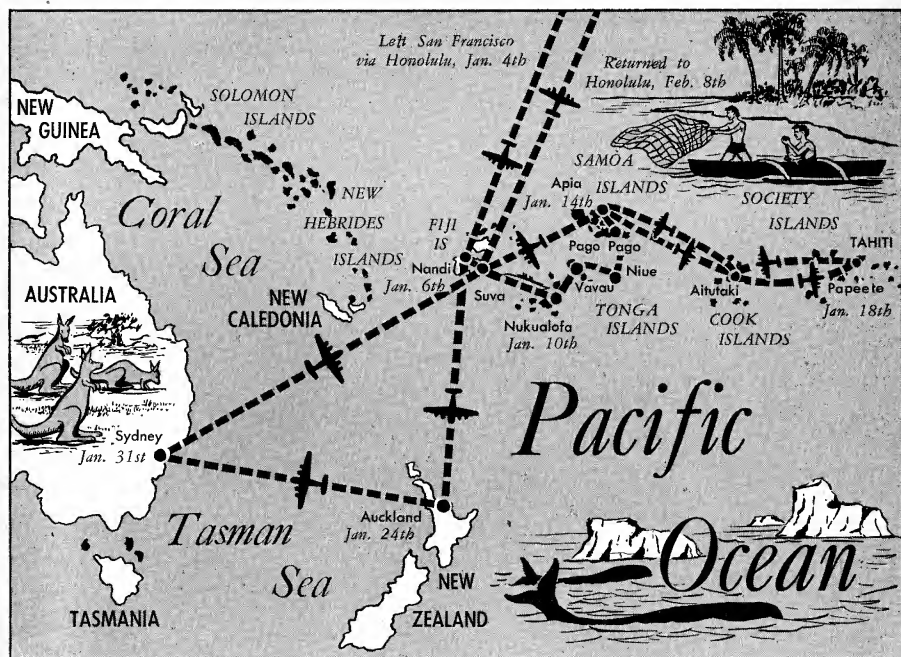 Left San Francisco
via Honolulu, Jan. 4th
Returned to
Honolulu, Feb. 8th
NEW
GUINEA
SOLOMON
ISLANDS
Coral
Sea
NEW
HEBRIDES
ISLANDS
SAMOA
ISLANDS
Apia
Jan. 14th
SOCIETY
ISLANDS
FIJI
IS
Pago Pago
TAHITI
Nandi
Jan. 6th
Suva
Vavau
Niue
Aitutaki
Papeete
Jan. 18th
AUSTRALIA
NEW
CALEDONIA
Nukualofa
Jan. 10th
TONGA
ISLANDS
COOK
ISLANDS
Pacific
Ocean
Sydney
Jan. 31st
Tasman
Sea
Auckland
Jan. 24th
TASMANIA
NEW
ZEALAND